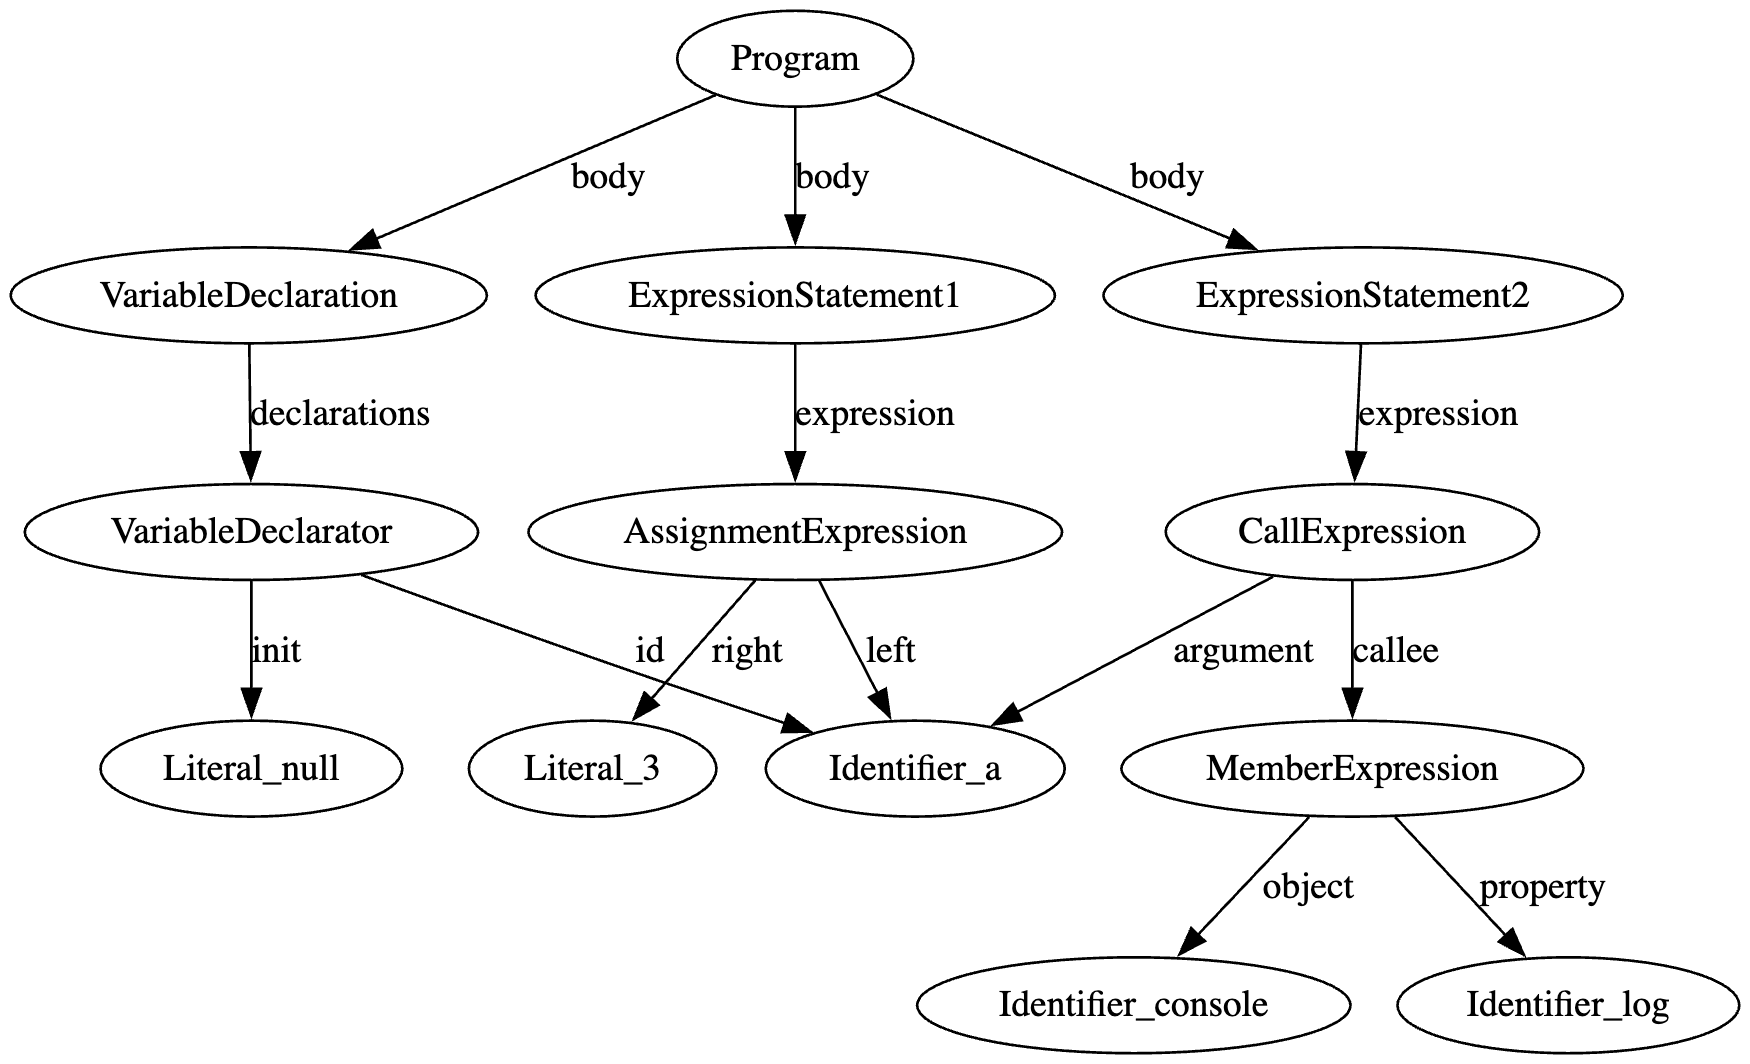 Program
body
body
body
VariableDeclaration
ExpressionStatement1
ExpressionStatement2
declarations
expression
expression
VariableDeclarator
AssignmentExpression
CallExpression
init
id
right
left
argument
callee
Literal_null
Literal_3
Identifier_a
MemberExpression
object
property
Identifier_console
Identifier_log